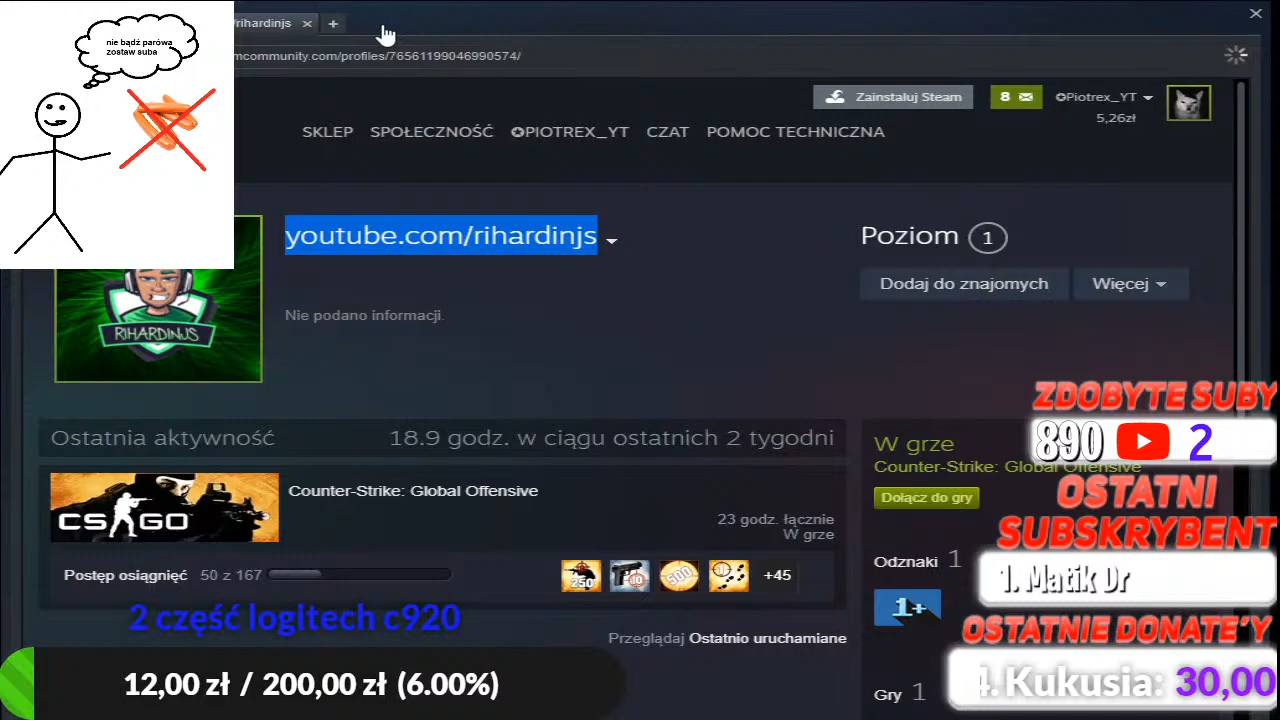 nie bądź parówą
zostaw suba
/rihardinjs
mcommunity.com/profiles/76561199046990574/
Zainstaluj Steam
8
✪Piotrex_YT
5,26zł
SKLEP SPOŁECZNOŚĆ ✪PIOTREX_YT CZAT POMOC TECHNICZNA
youtube.com/rihardinjs
Poziom 1
Dodaj do znajomych
Więcej
Nie podano informacji.
RIHARDINJS
ZDOBYTE SUBY
890 2
Ostatnia aktywność
18.9 godz. w ciągu ostatnich 2 tygodni
W grze
Counter-Strike: Global Offensive
Dołącz do gry
CS GO
Counter-Strike: Global Offensive
23 godz. łącznie
W grze
OSTATNI
SUBSKRYBENT
1. Matik Dr
Postęp osiągnięć 50 z 167
250
10
500
+45
Odznaki 1
1+
2 część logitech c920
Przeglądaj Ostatnio uruchamiane
OSTATNIE DONATE'Y
12,00 zł / 200,00 zł (6.00%)
4. Kukusia: 30,00
Gry 1